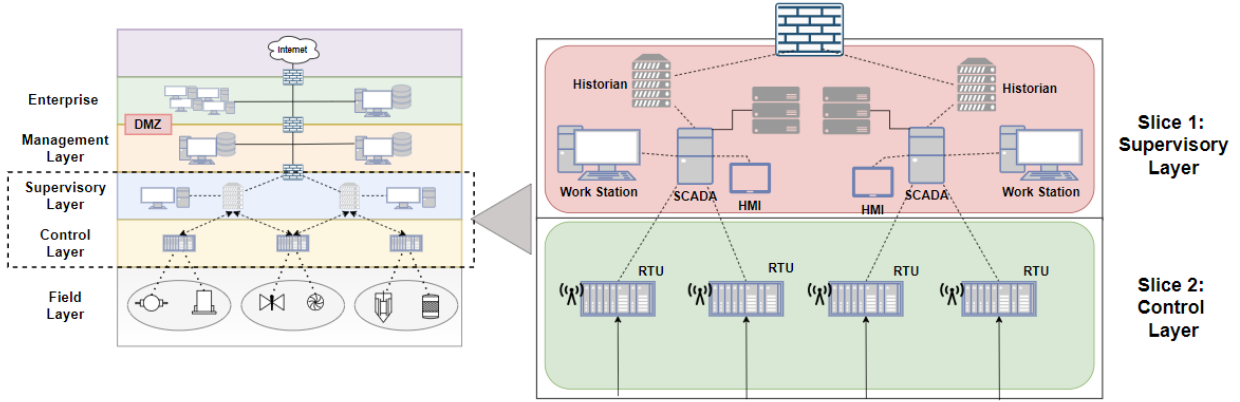 Internet
Enterprise
DMZ
Management
Layer
Supervisory
Layer
Control
Layer
Field
Layer
Historian
Historian
Work Station
SCADA
HMI
HMI
SCADA
Work Station
Slice 1:
Supervisory
Layer
RTU
RTU
RTU
RTU
Slice 2:
Control
Layer